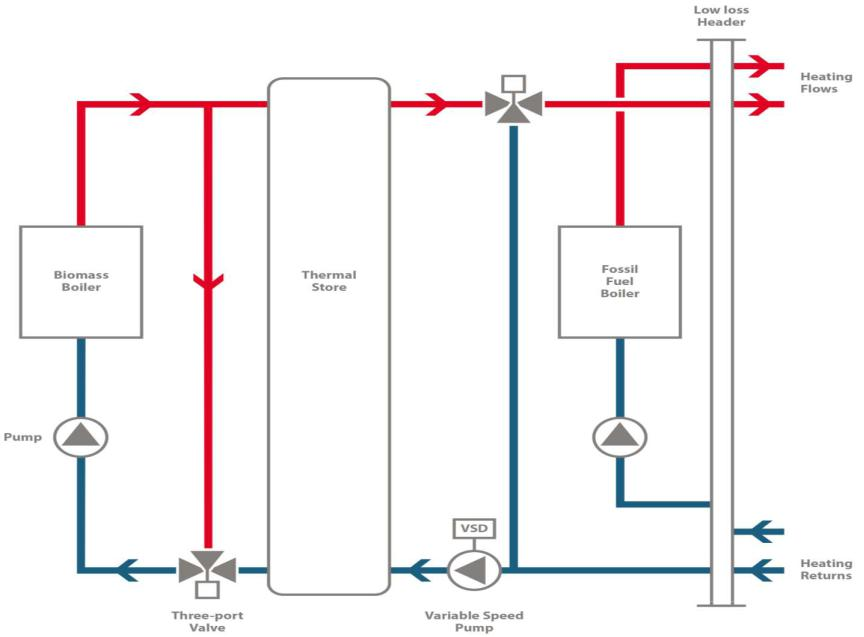 Low loss
Header
Heating
Flows
Biomass
Boiler
Thermal
Store
Fossil
Fuel
Boiler
Pump
VSD
Heating
Returns
Three-port
Valve
Variable Speed
Pump